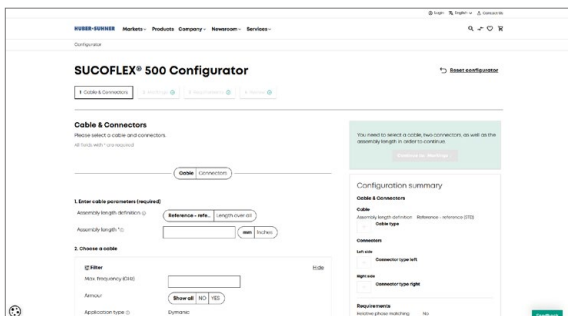 Login English Contact Us
HUBER+SUHNER Markets Products Company Newsroom Services
Configurator
SUCOFLEX® 500 Configurator
Reset configurator
1 Cable & Connectors
Cable & Connectors
Please select a cable and connectors.
All fields with * are required
Cable Connectors
You need to select a cable, two connectors, as well as the
assembly length in order to continue.
1. Enter cable parameters (required)
Assembly length definition
Reference - refe... Length over all
Assembly length *
mm Inches
2. Choose a cable
Filter
Hide
Max. frequency (GHz)
Armour
Show all NO YES
Application type
Dynamic
Configuration summary
Cable & Connectors
Cable
Assembly length definition Reference - reference (STD)
Cable type
Connectors
Left side
Connector type left
Right side
Connector type right
Requirements
Relative phase matching No